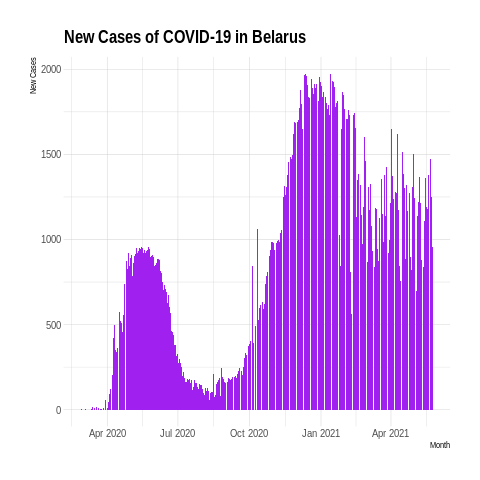 New Cases of COVID-19 in Belarus
New Cases
2000
1500
1000
500
0
Apr 2020 Jul 2020 Oct 2020 Jan 2021 Apr 2021
Month